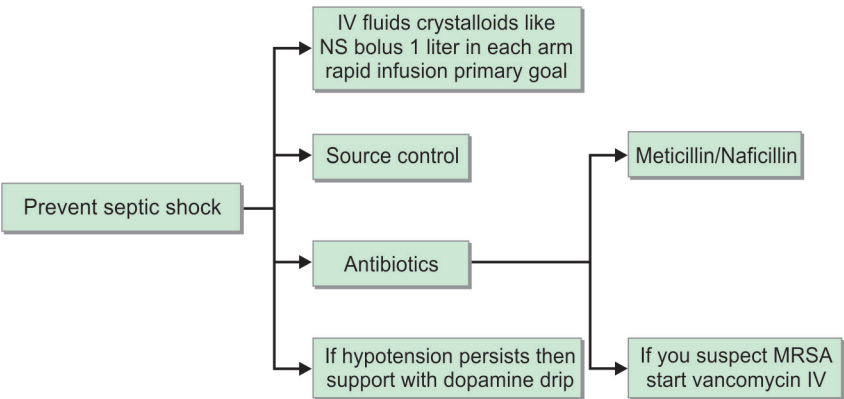 IV fluids crystalloids like
NS bolus 1 liter in each arm
rapid infusion primary goal
Source control
Meticillin/Naficillin
Prevent septic shock
Antibiotics
If hypotension persists then
support with dopamine drip
If you suspect MRSA
start vancomycin IV